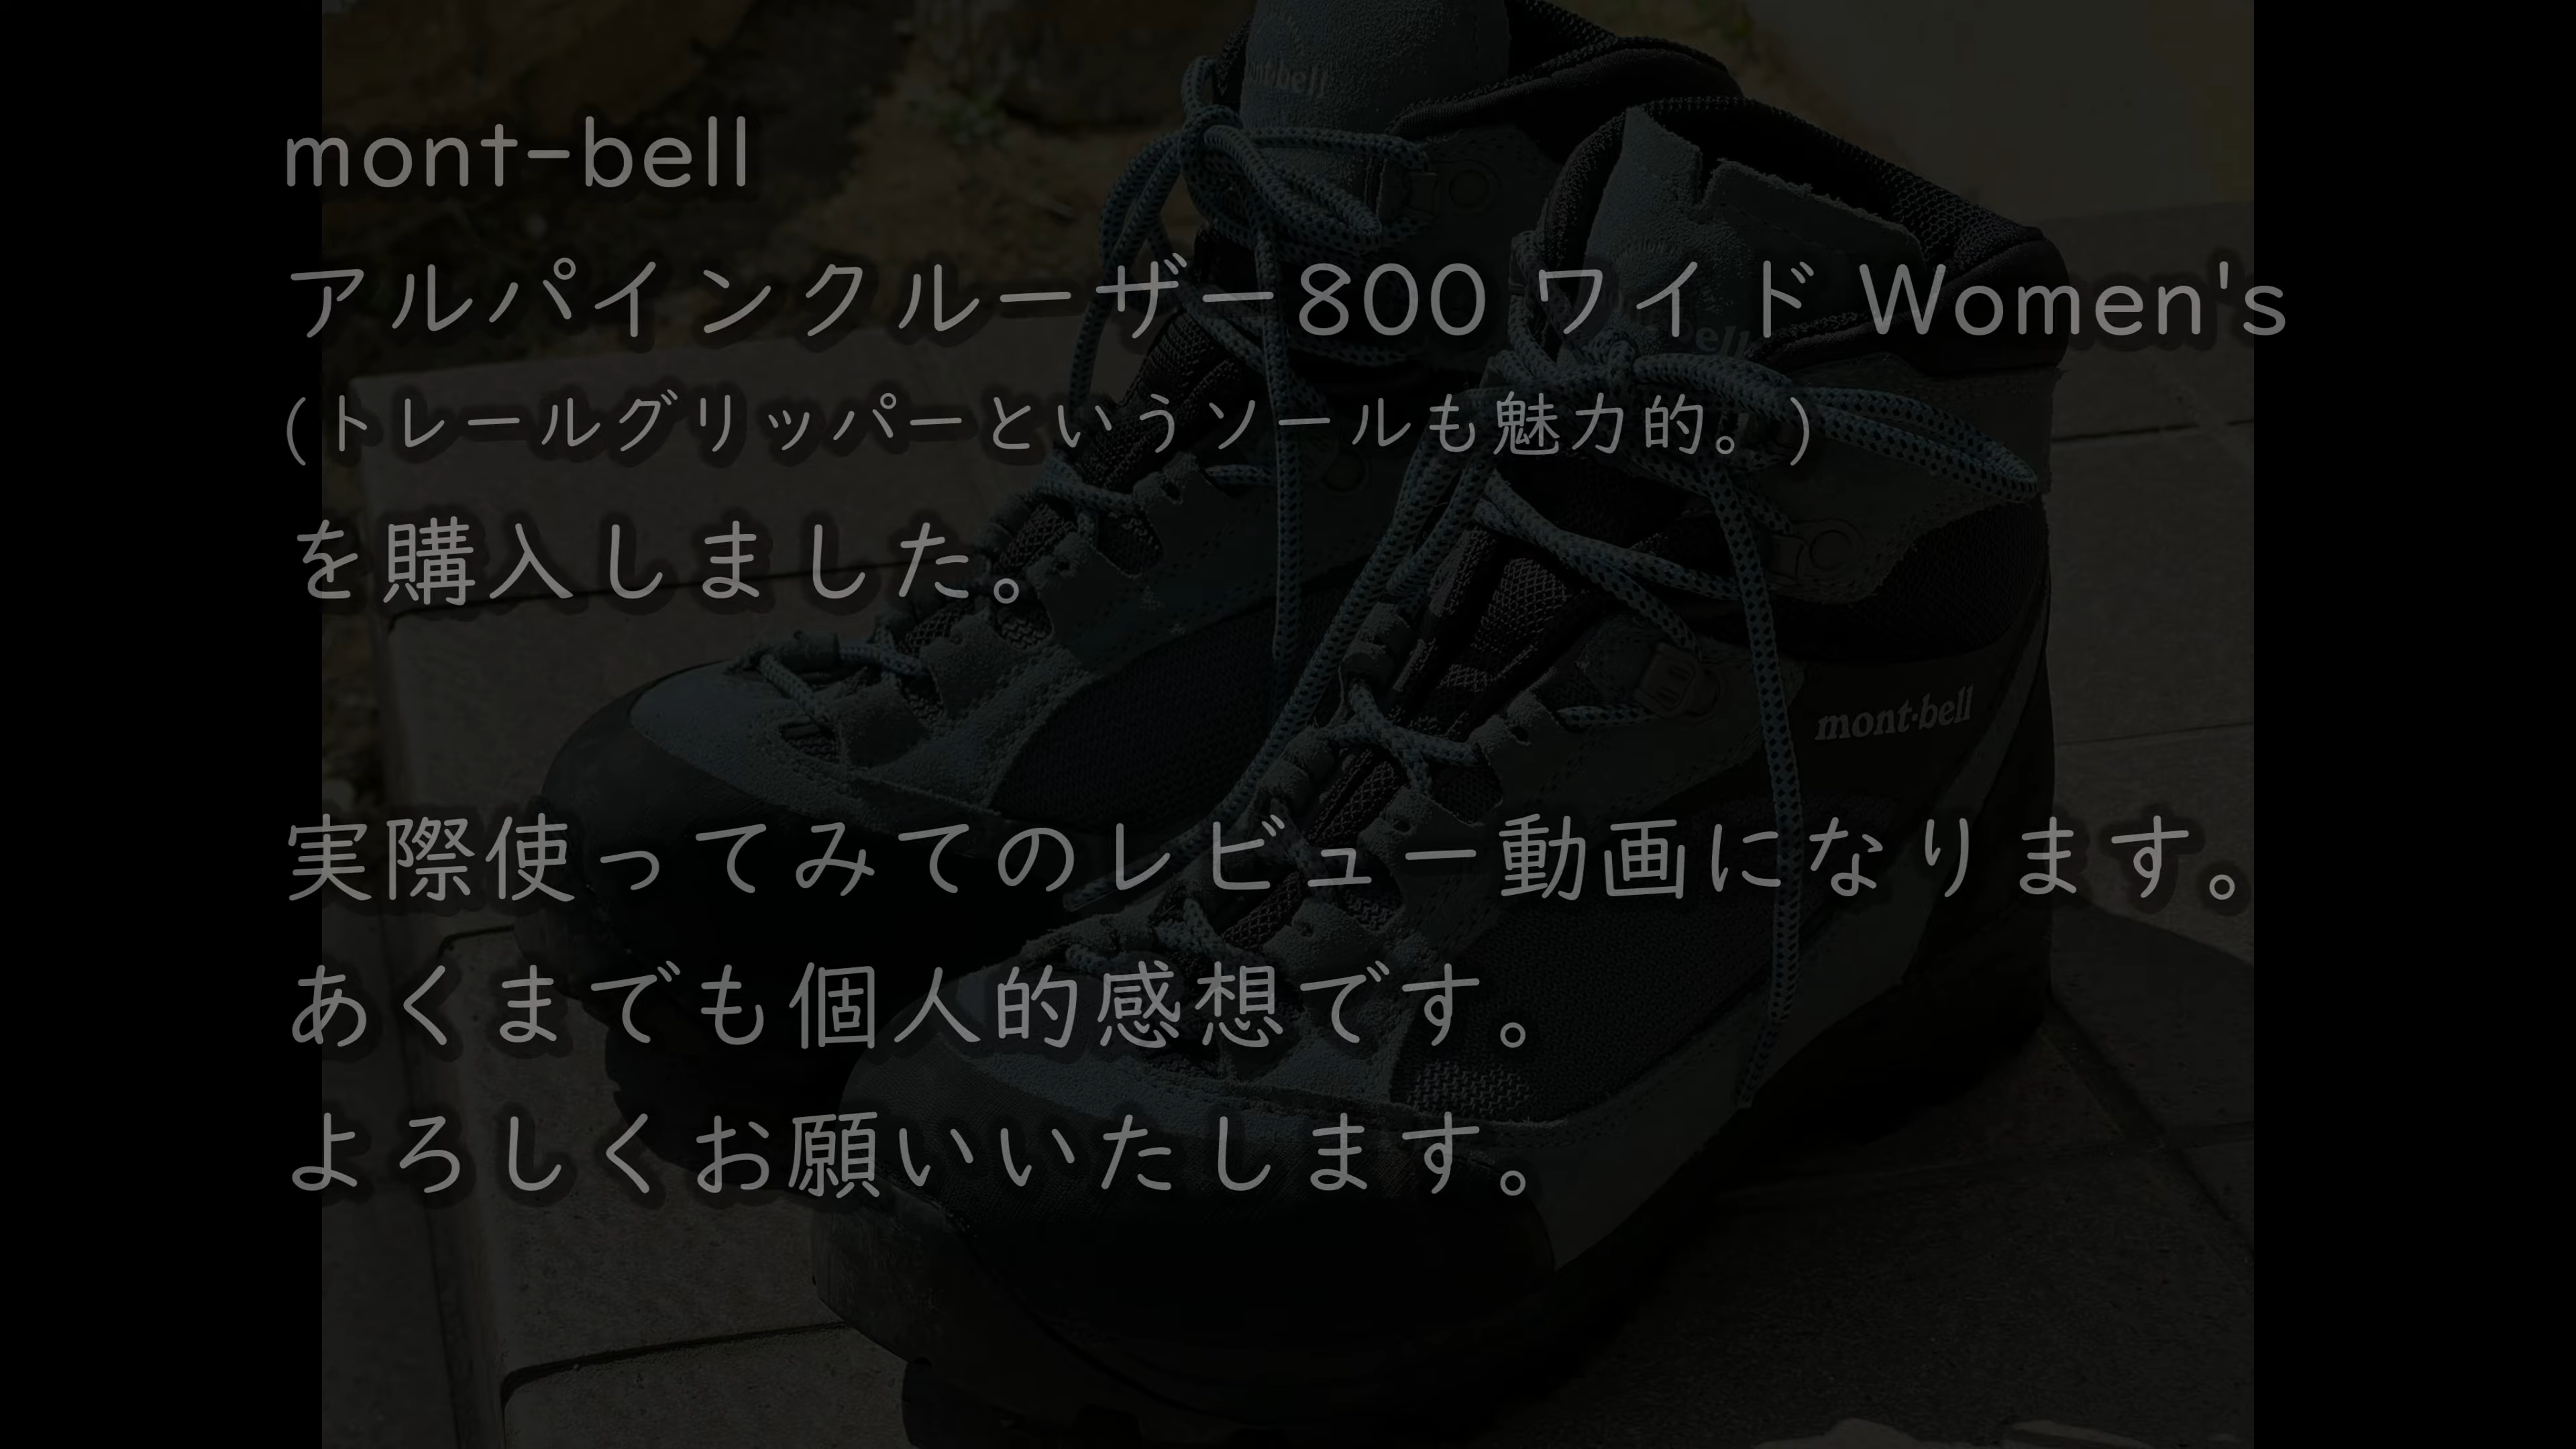 mont-bell
アルパインクルーザー800 ワイド Women's
(トレールグリッパーというソールも魅力的。)
を購入しました。
実際使ってみてのレビュー動画になります。
あくまでも個人的感想です。
よろしくお願いいたします。
mont·bell